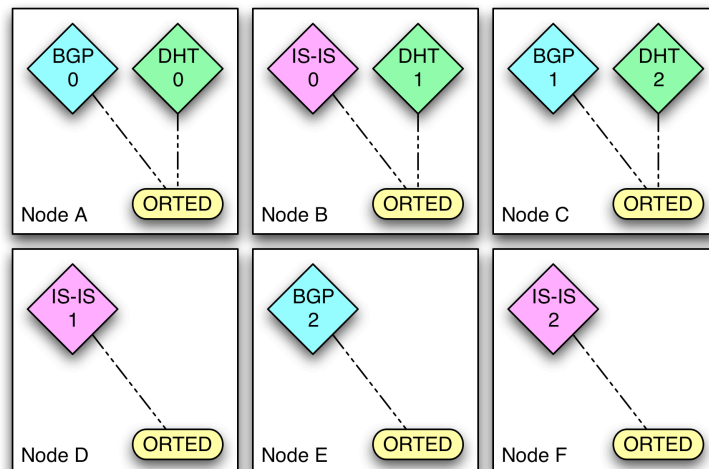 BGP
0
DHT
0
ORTED
Node A
IS-IS
0
DHT
1
ORTED
Node B
BGP
1
DHT
2
ORTED
Node C
IS-IS
1
ORTED
Node D
BGP
2
ORTED
Node E
IS-IS
2
ORTED
Node F